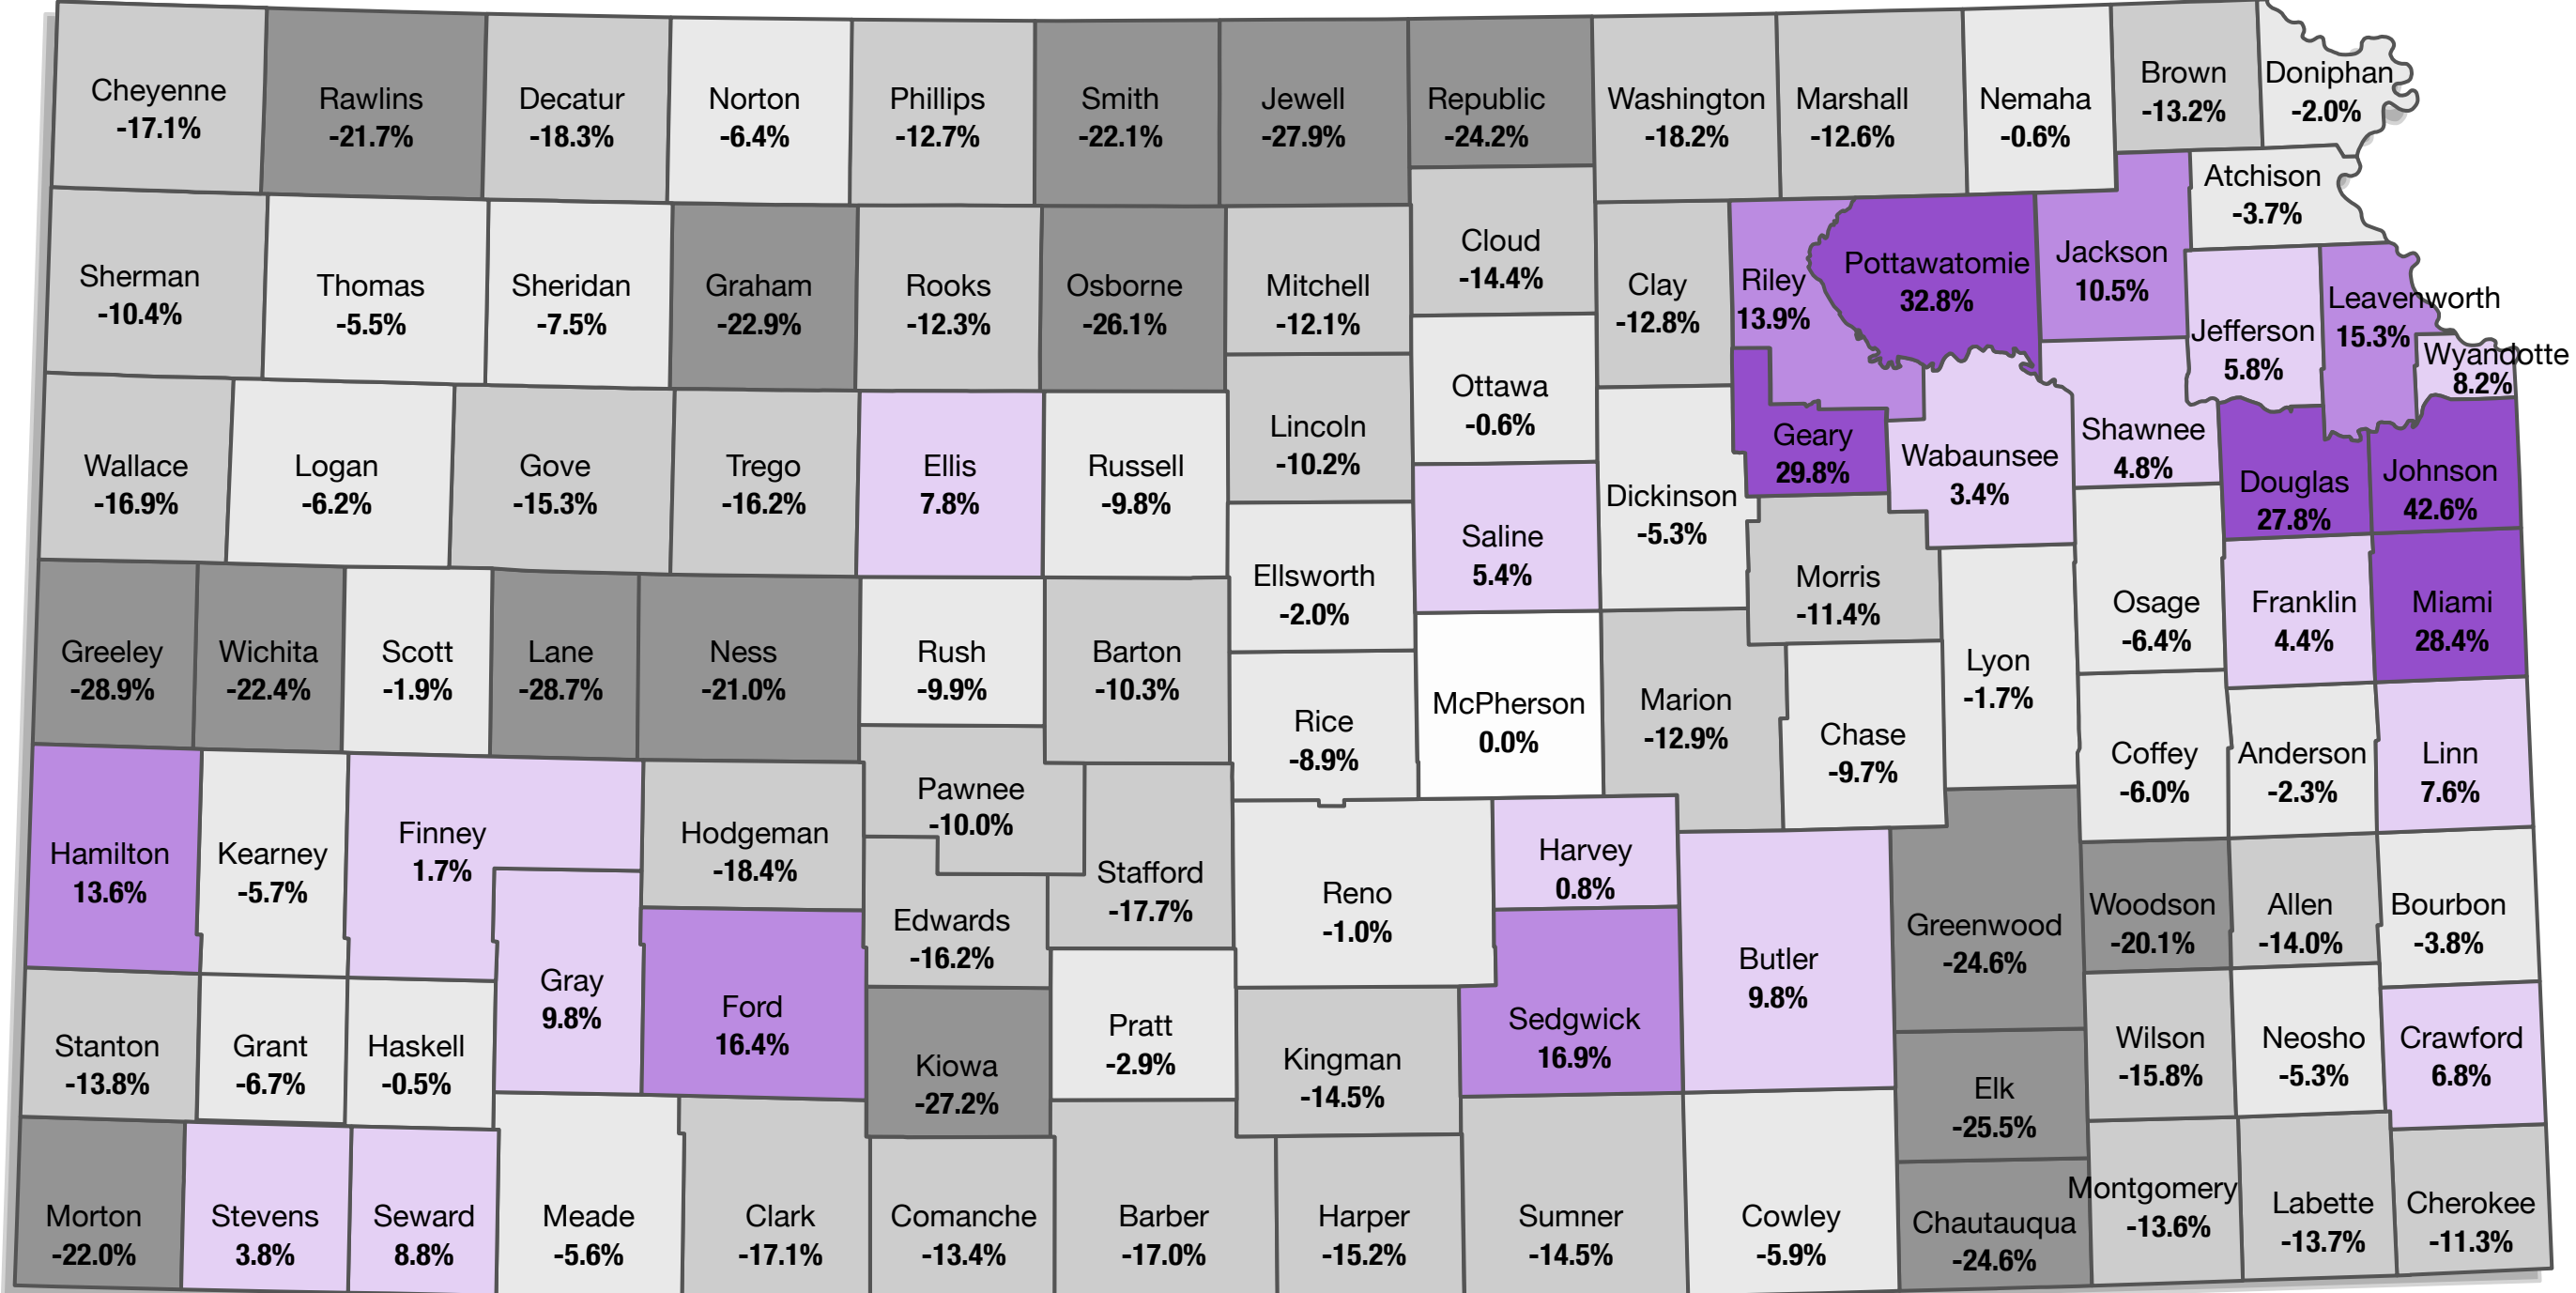 Cheyenne
-17.1%
Rawlins
-21.7%
Decatur
-18.3%
Norton
-6.4%
Phillips
-12.7%
Smith
-22.1%
Jewell
-27.9%
Republic
-24.2%
Washington
-18.2%
Marshall
-12.6%
Nemaha
-0.6%
Brown
-13.2%
Doniphan
-2.0%
Atchison
-3.7%
Sherman
-10.4%
Thomas
-5.5%
Sheridan
-7.5%
Graham
-22.9%
Rooks
-12.3%
Osborne
-26.1%
Mitchell
-12.1%
Cloud
-14.4%
Clay
-12.8%
Riley
13.9%
Pottawatomie
32.8%
Jackson
10.5%
Jefferson
5.8%
Leavenworth
15.3%
Wyandotte
8.2%
Wallace
-16.9%
Logan
-6.2%
Gove
-15.3%
Trego
-16.2%
Ellis
7.8%
Russell
-9.8%
Lincoln
-10.2%
Ottawa
-0.6%
Saline
5.4%
Dickinson
-5.3%
Geary
29.8%
Wabaunsee
3.4%
Shawnee
4.8%
Douglas
27.8%
Johnson
42.6%
Greeley
-28.9%
Wichita
-22.4%
Scott
-1.9%
Lane
-28.7%
Ness
-21.0%
Rush
-9.9%
Barton
-10.3%
Ellsworth
-2.0%
Rice
-8.9%
McPherson
0.0%
Marion
-12.9%
Morris
-11.4%
Chase
-9.7%
Lyon
-1.7%
Osage
-6.4%
Franklin
4.4%
Miami
28.4%
Coffey
-6.0%
Anderson
-2.3%
Linn
7.6%
Hamilton
13.6%
Kearney
-5.7%
Finney
1.7%
Hodgeman
-18.4%
Pawnee
-10.0%
Stafford
-17.7%
Edwards
-16.2%
Reno
-1.0%
Harvey
0.8%
Sedgwick
16.9%
Butler
9.8%
Greenwood
-24.6%
Woodson
-20.1%
Allen
-14.0%
Bourbon
-3.8%
Gray
9.8%
Ford
16.4%
Stanton
-13.8%
Grant
-6.7%
Haskell
-0.5%
Kiowa
-27.2%
Pratt
-2.9%
Kingman
-14.5%
Elk
-25.5%
Wilson
-15.8%
Neosho
-5.3%
Crawford
6.8%
Morton
-22.0%
Stevens
3.8%
Seward
8.8%
Meade
-5.6%
Clark
-17.1%
Comanche
-13.4%
Barber
-17.0%
Harper
-15.2%
Sumner
-14.5%
Cowley
-5.9%
Chautauqua
-24.6%
Montgomery
-13.6%
Labette
-13.7%
Cherokee
-11.3%